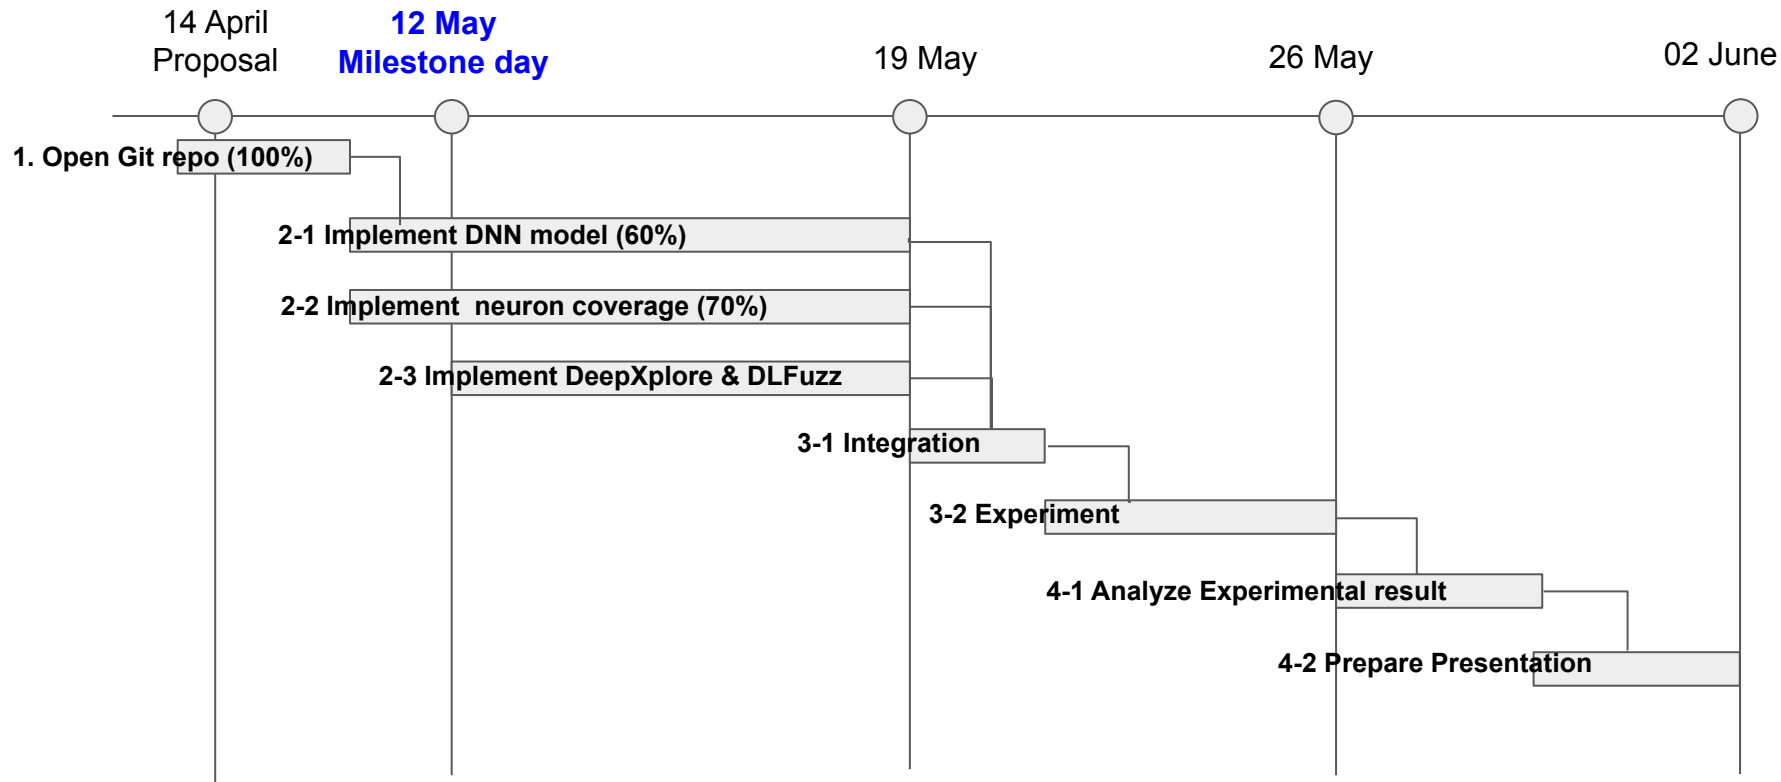 14 April
Proposal
12 May
Milestone day
19 May
26 May
02 June
1. Open Git repo (100%)
2-1 Implement DNN model (60%)
2-2 Implement  neuron coverage (70%)
2-3 Implement DeepXplore & DLFuzz
3-1 Integration
3-2 Experiment
4-1 Analyze Experimental result
4-2 Prepare Presentation